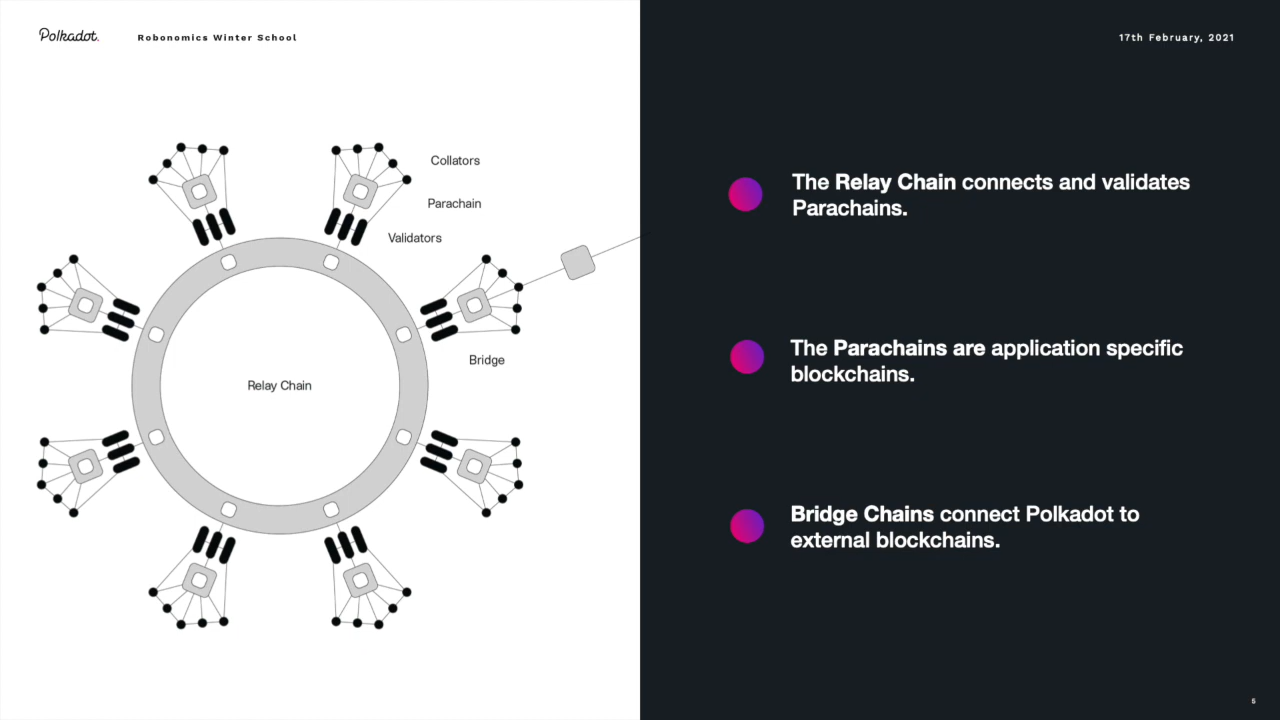 Polkadot.
Robonomics Winter School
17th February, 2021
Collators
Parachain
Validators
Bridge
Relay Chain
The Relay Chain connects and validates
Parachains.
The Parachains are application specific
blockchains.
Bridge Chains connect Polkadot to
external blockchains.
5